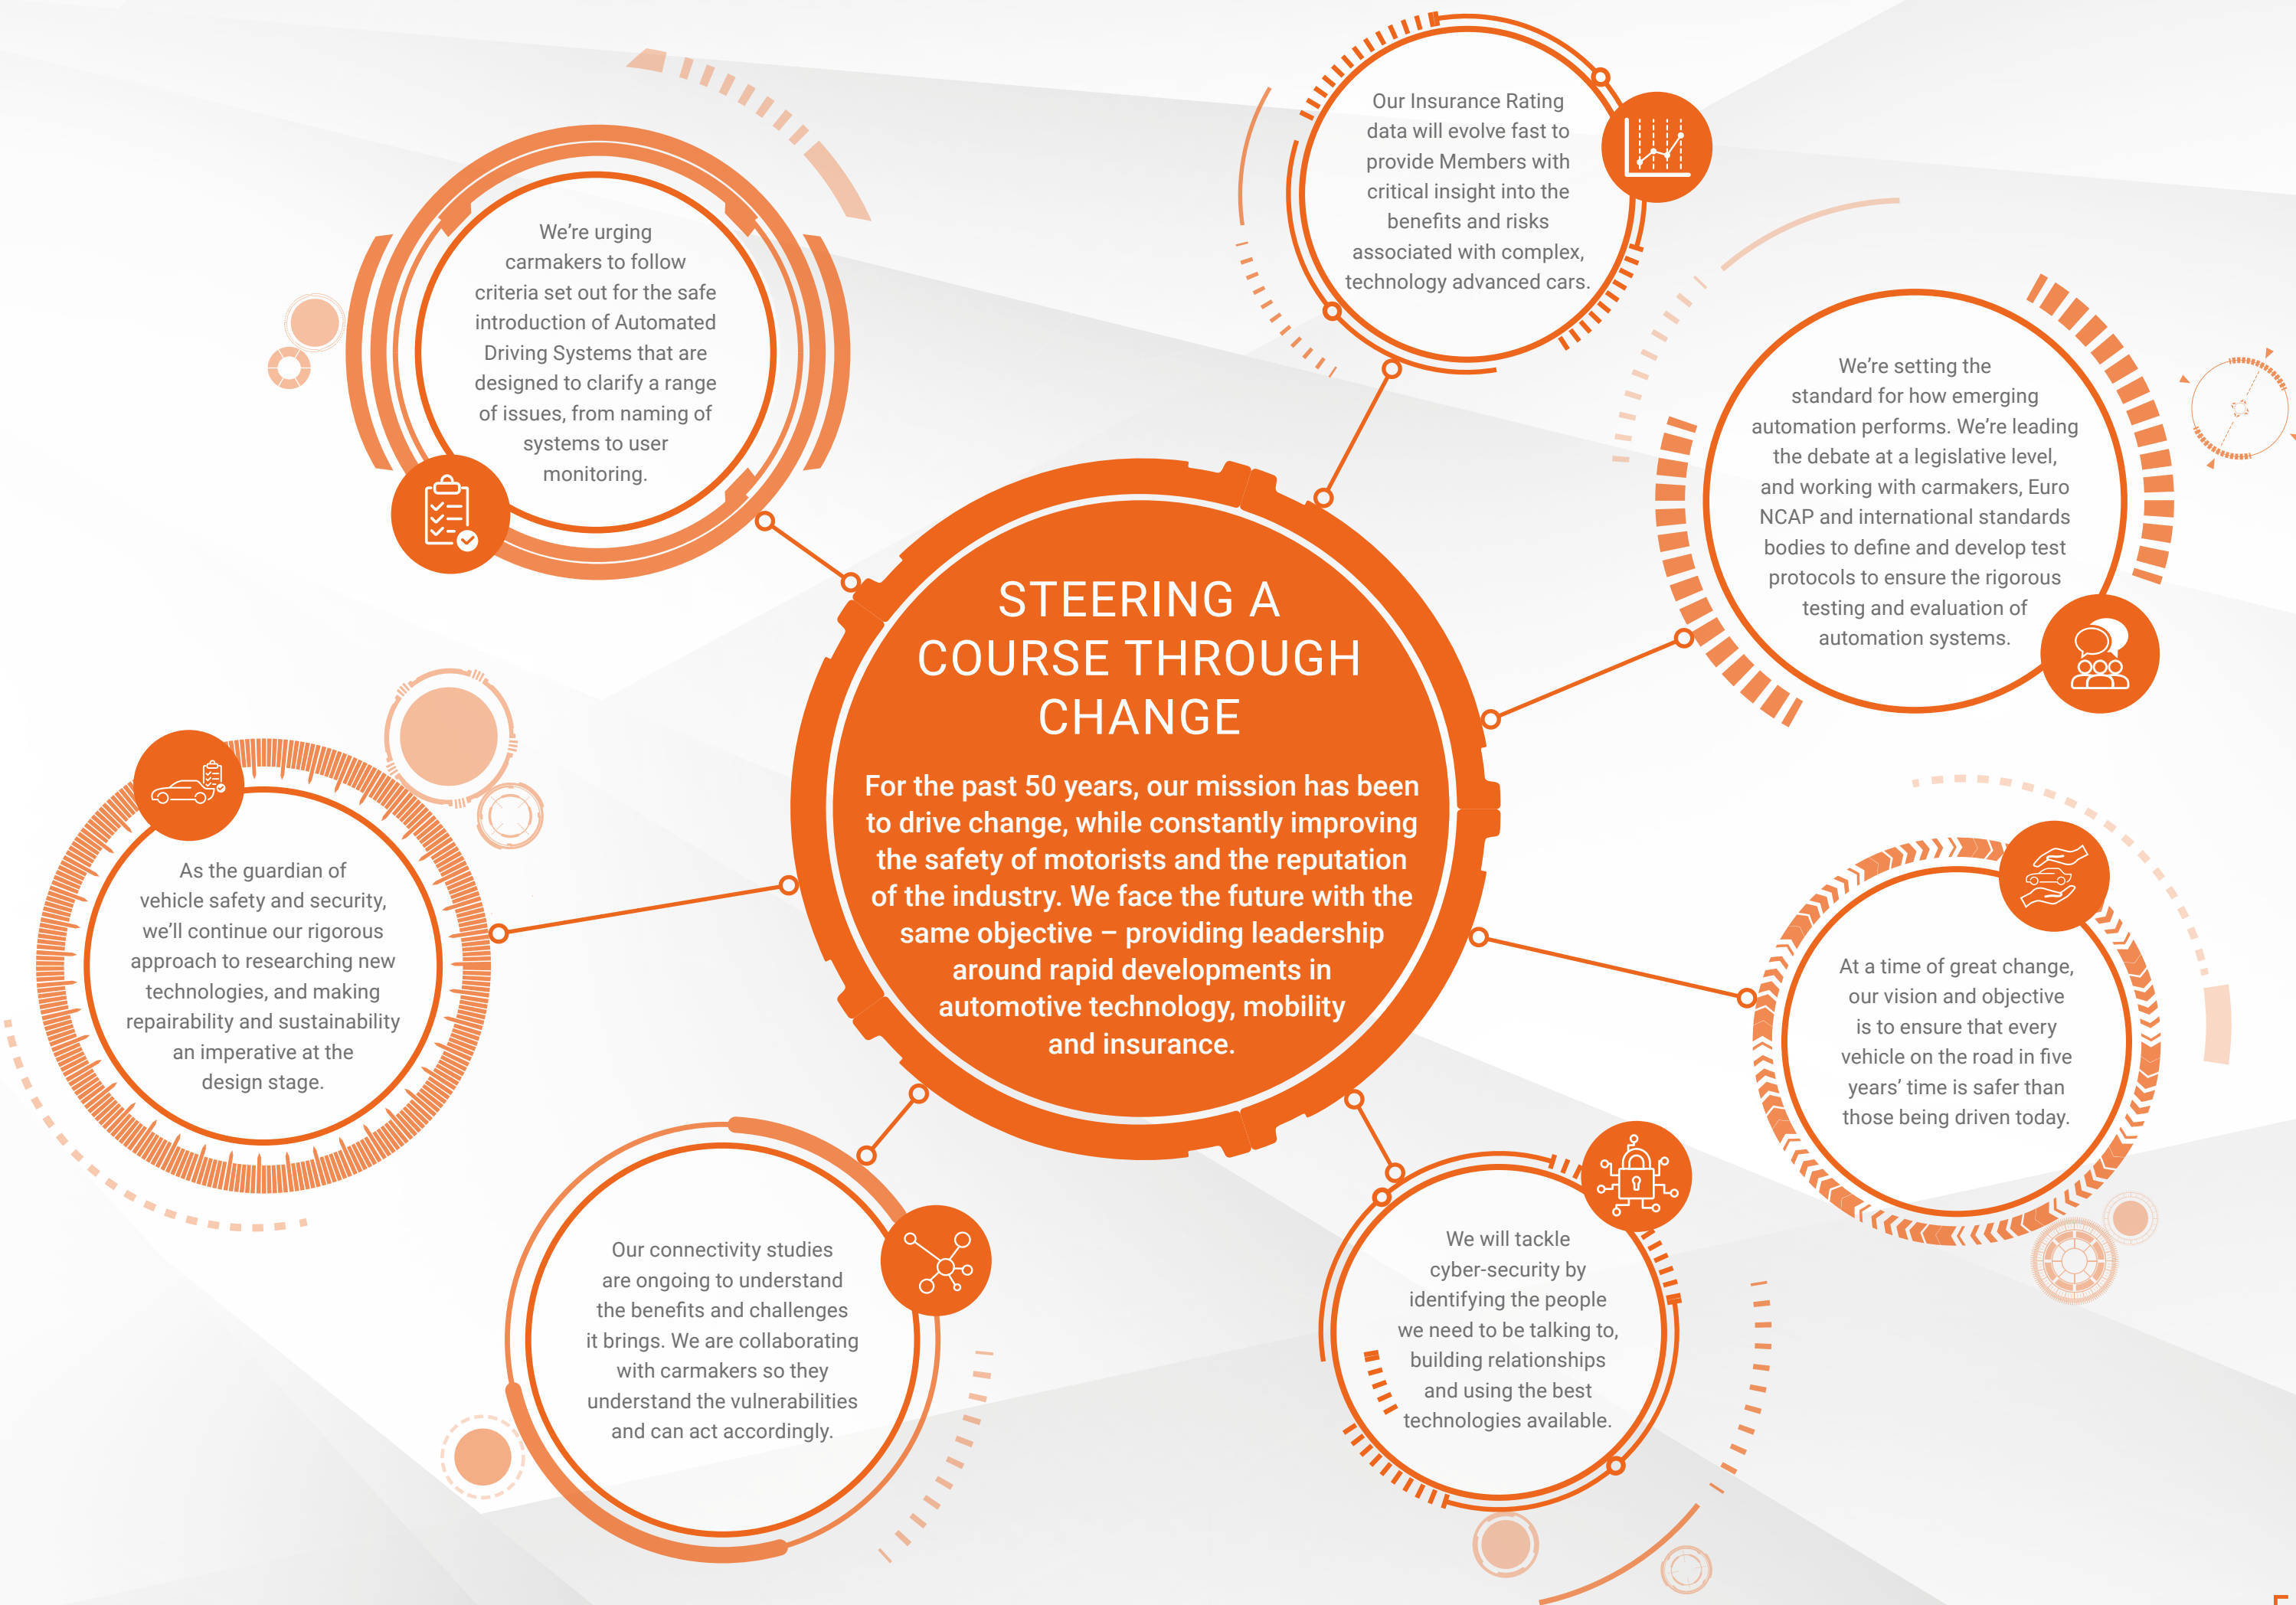 Our Insurance Rating
data will evolve fast to
provide Members with
critical insight into the
benefits and risks
associated with complex,
technology advanced cars.
We're urging
carmakers to follow
criteria set out for the safe
introduction of Automated
Driving Systems that are
designed to clarify a range
of issues, from naming of
systems to user
monitoring.
We're setting the
standard for how emerging
automation performs. We're leading
the debate at a legislative level,
and working with carmakers, Euro
NCAP and international standards
bodies to define and develop test
protocols to ensure the rigorous
testing and evaluation of
automation systems.
STEERING A
COURSE THROUGH
CHANGE
For the past 50 years, our mission has been
to drive change, while constantly improving
the safety of motorists and the reputation
of the industry. We face the future with the
same objective – providing leadership
around rapid developments in
automotive technology, mobility
and insurance.
As the guardian of
vehicle safety and security,
we'll continue our rigorous
approach to researching new
technologies, and making
repairability and sustainability
an imperative at the
design stage.
At a time of great change,
our vision and objective
is to ensure that every
vehicle on the road in five
years' time is safer than
those being driven today.
Our connectivity studies
are ongoing to understand
the benefits and challenges
it brings. We are collaborating
with carmakers so they
understand the vulnerabilities
and can act accordingly.
We will tackle
cyber-security by
identifying the people
we need to be talking to,
building relationships
and using the best
technologies available.